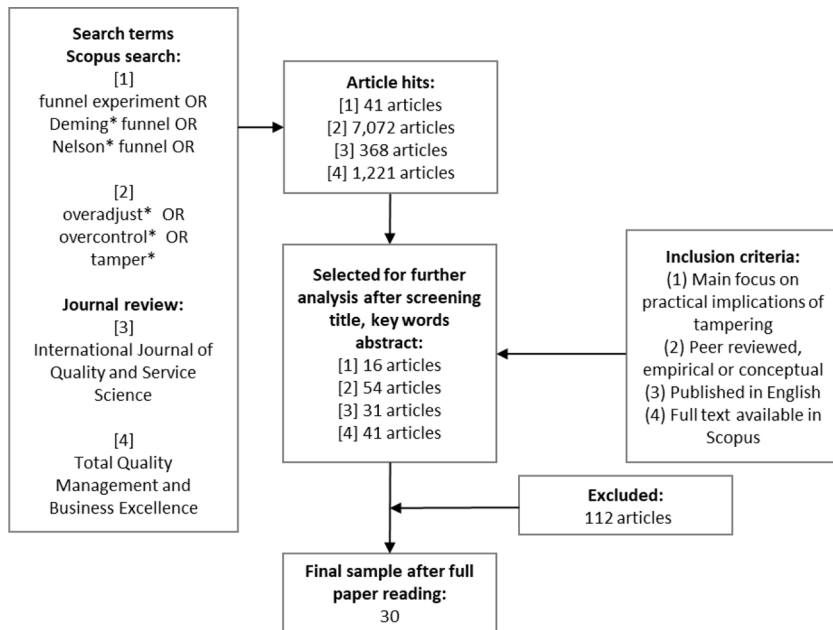 Search terms
Scopus search:
[1]
funnel experiment OR
Deming* funnel OR
Nelson* funnel OR
[2]
overadjust* OR
overcontrol* OR
tamper*
Journal review:
[3]
International Journal of
Quality and Service
Science
[4]
Total Quality
Management and
Business Excellence
Article hits:
[1] 41 articles
[2] 7,072 articles
[3] 368 articles
[4] 1,221 articles
Selected for further
analysis after screening
title, key words
abstract:
[1] 16 articles
[2] 54 articles
[3] 31 articles
[4] 41 articles
Inclusion criteria:
(1) Main focus on
practical implications of
tampering
(2) Peer reviewed,
empirical or conceptual
(3) Published in English
(4) Full text available in
Scopus
Excluded:
112 articles
Final sample after full
paper reading:
30